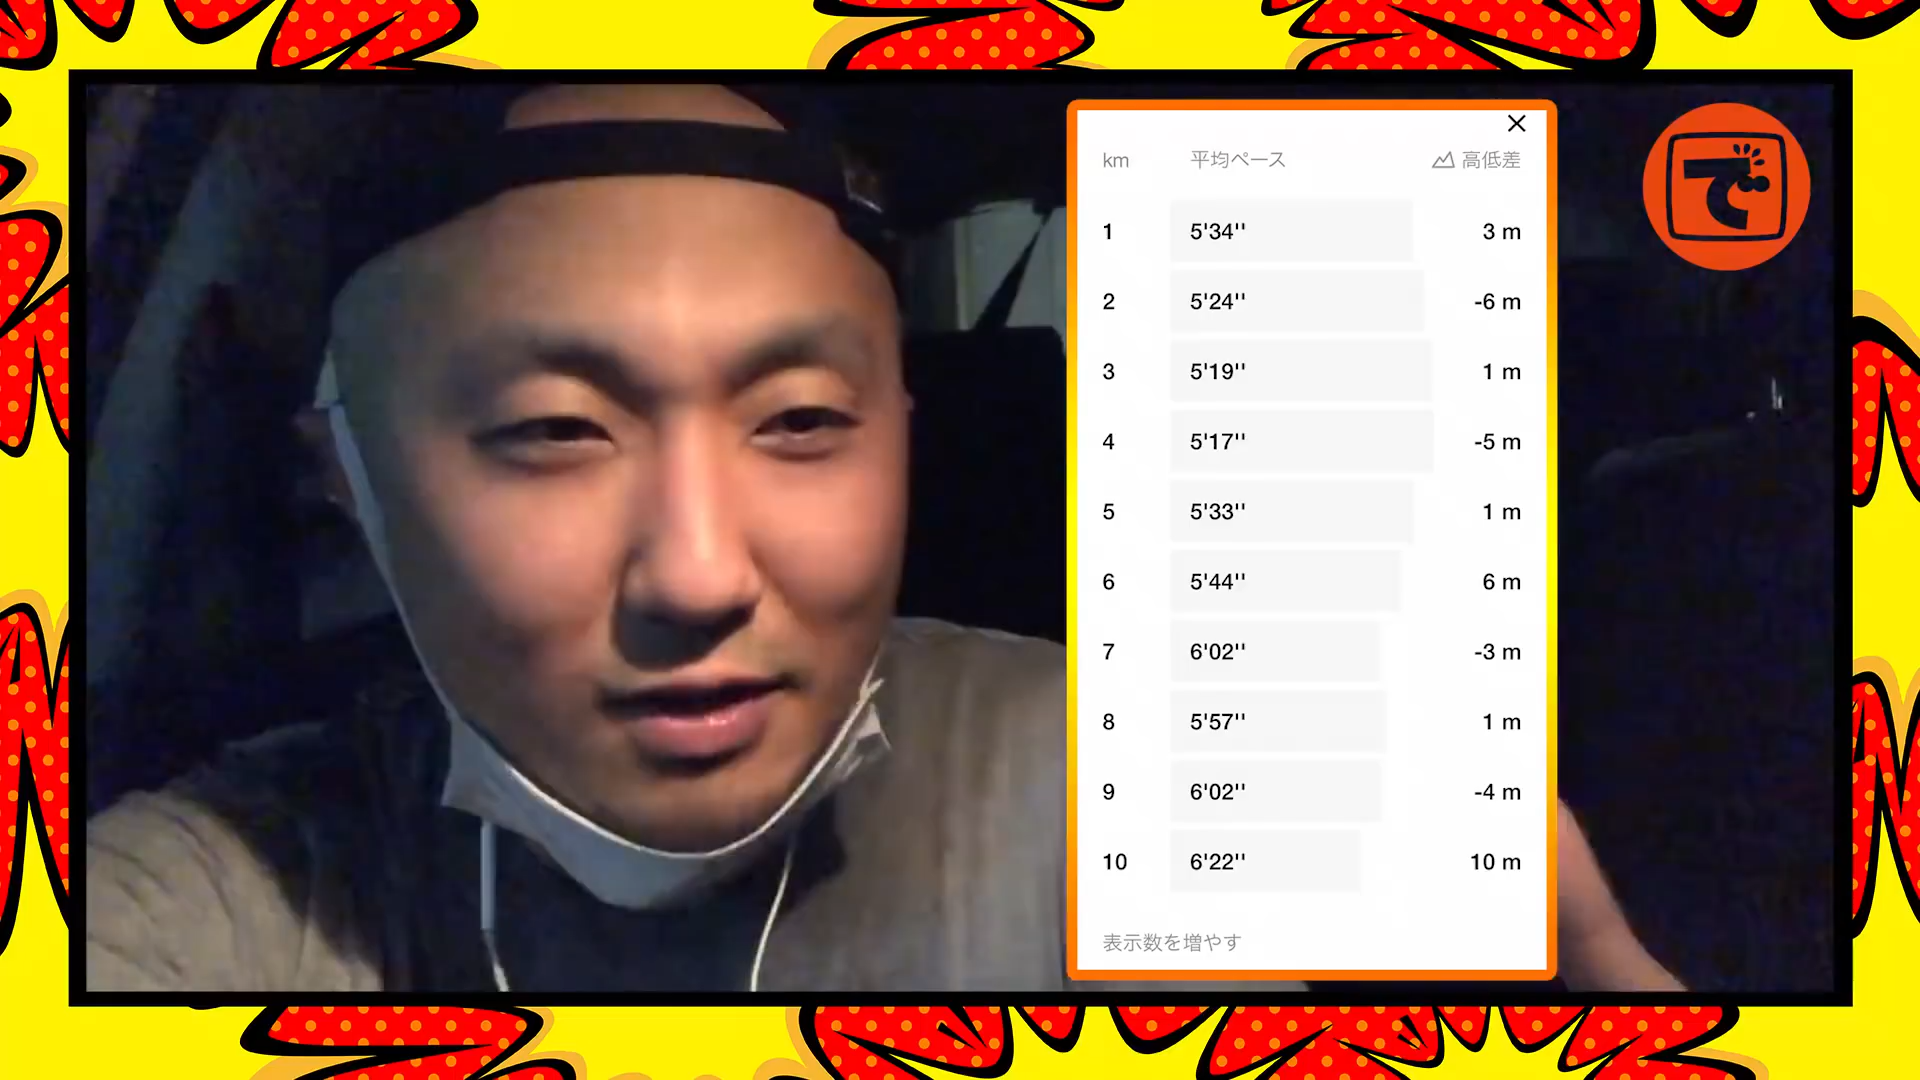 で
km 平均ペース 高低差
1 5'34'' 3 m
2 5'24'' -6 m
3 5'19'' 1 m
4 5'17'' -5 m
5 5'33'' 1 m
6 5'44'' 6 m
7 6'02'' -3 m
8 5'57'' 1 m
9 6'02'' -4 m
10 6'22'' 10 m
表示数を増やす